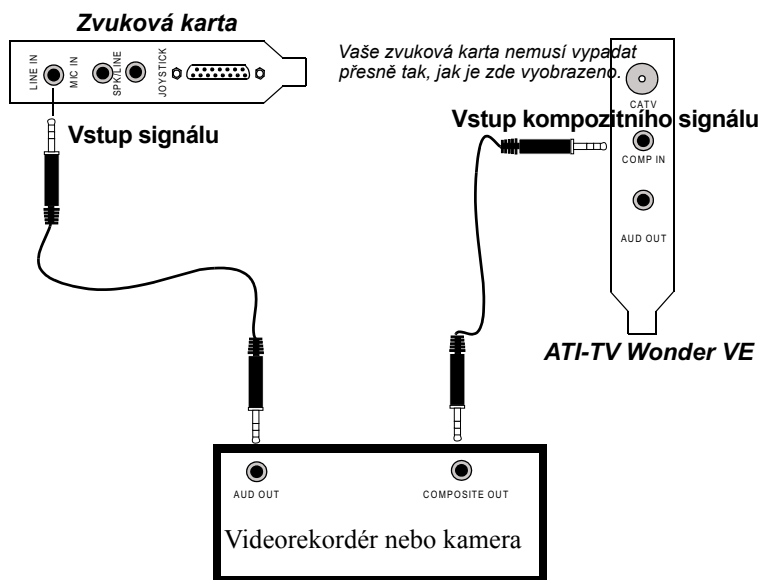 Zvuková karta
LINE IN
MIC IN
SPK/LINE
JOYSTICK
Vaše zvuková karta nemusí vypadat
přesně tak, jak je zde vyobrazeno.
CATV
Vstup signálu
Vstup kompozitního signálu
COMP IN
AUD OUT
ATI-TV Wonder VE
AUD OUT
COMPOSITE OUT
Videorekordér nebo kamera